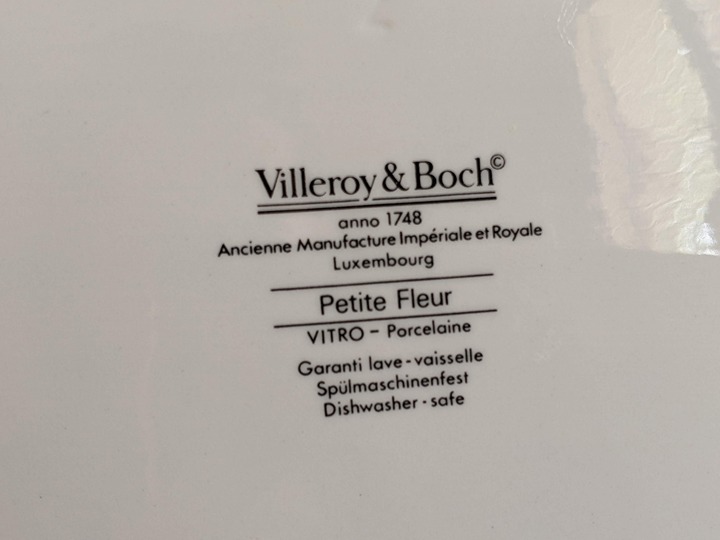 Villeroy & Boch©
anno 1748
Ancienne Manufacture Impériale et Royale
Luxembourg
Petite Fleur
VITRO - Porcelaine
Garanti lave-vaisselle
Spülmaschinenfest
Dishwasher-safe